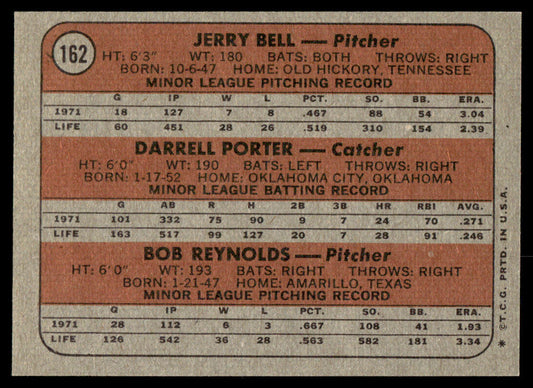 162
JERRY BELL — Pitcher
HT: 6'3" WT: 180 BATS: BOTH THROWS: RIGHT
BORN: 10-6-47 HOME: OLD HICKORY, TENNESSEE
MINOR LEAGUE PITCHING RECORD
G IP W L PCT. SO. BB. ERA.
1971 18 127 7 8 .467 88 54 3.04
LIFE 60 451 28 26 .519 310 154 2.39
DARRELL PORTER — Catcher
HT: 6'0" WT: 190 BATS: LEFT THROWS: RIGHT
BORN: 1-17-52 HOME: OKLAHOMA CITY, OKLAHOMA
MINOR LEAGUE BATTING RECORD
G AB R H 2B 3B HR RBI AVG.
1971 101 332 75 90 9 7 24 70 .271
LIFE 163 517 99 127 20 7 28 91 .246
BOB REYNOLDS — Pitcher
HT: 6'0" WT: 193 BATS: RIGHT THROWS: RIGHT
BORN: 1-21-47 HOME: AMARILLO, TEXAS
MINOR LEAGUE PITCHING RECORD
G IP W L PCT. SO. BB. ERA.
1971 28 112 6 3 .667 108 41 1.93
LIFE 126 542 36 28 .563 582 181 3.34
* © T.C.G. PRTD. IN U.S.A.